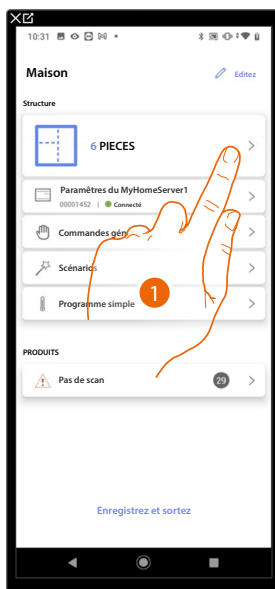 10:31
Maison
Editez
Structure
6 PIECES
Paramètres du MyHomeServer1
00001452 | Connecté
Commandes gén
Scénarios
Programme simple
1
PRODUITS
Pas de scan
29
Enregistrez et sortez